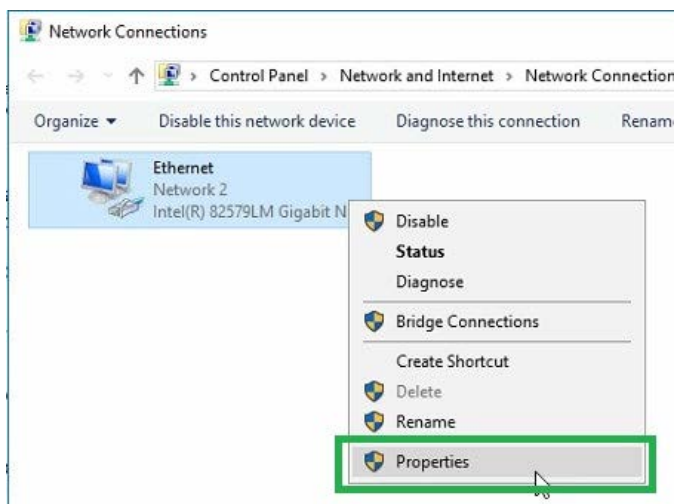 Network Connections
Control Panel > Network and Internet > Network Connection
Organize Disable this network device Diagnose this connection Renam
Ethernet
Network 2
Intel(R) 82579LM Gigabit N
Disable
Status
Diagnose
Bridge Connections
Create Shortcut
Delete
Rename
Properties